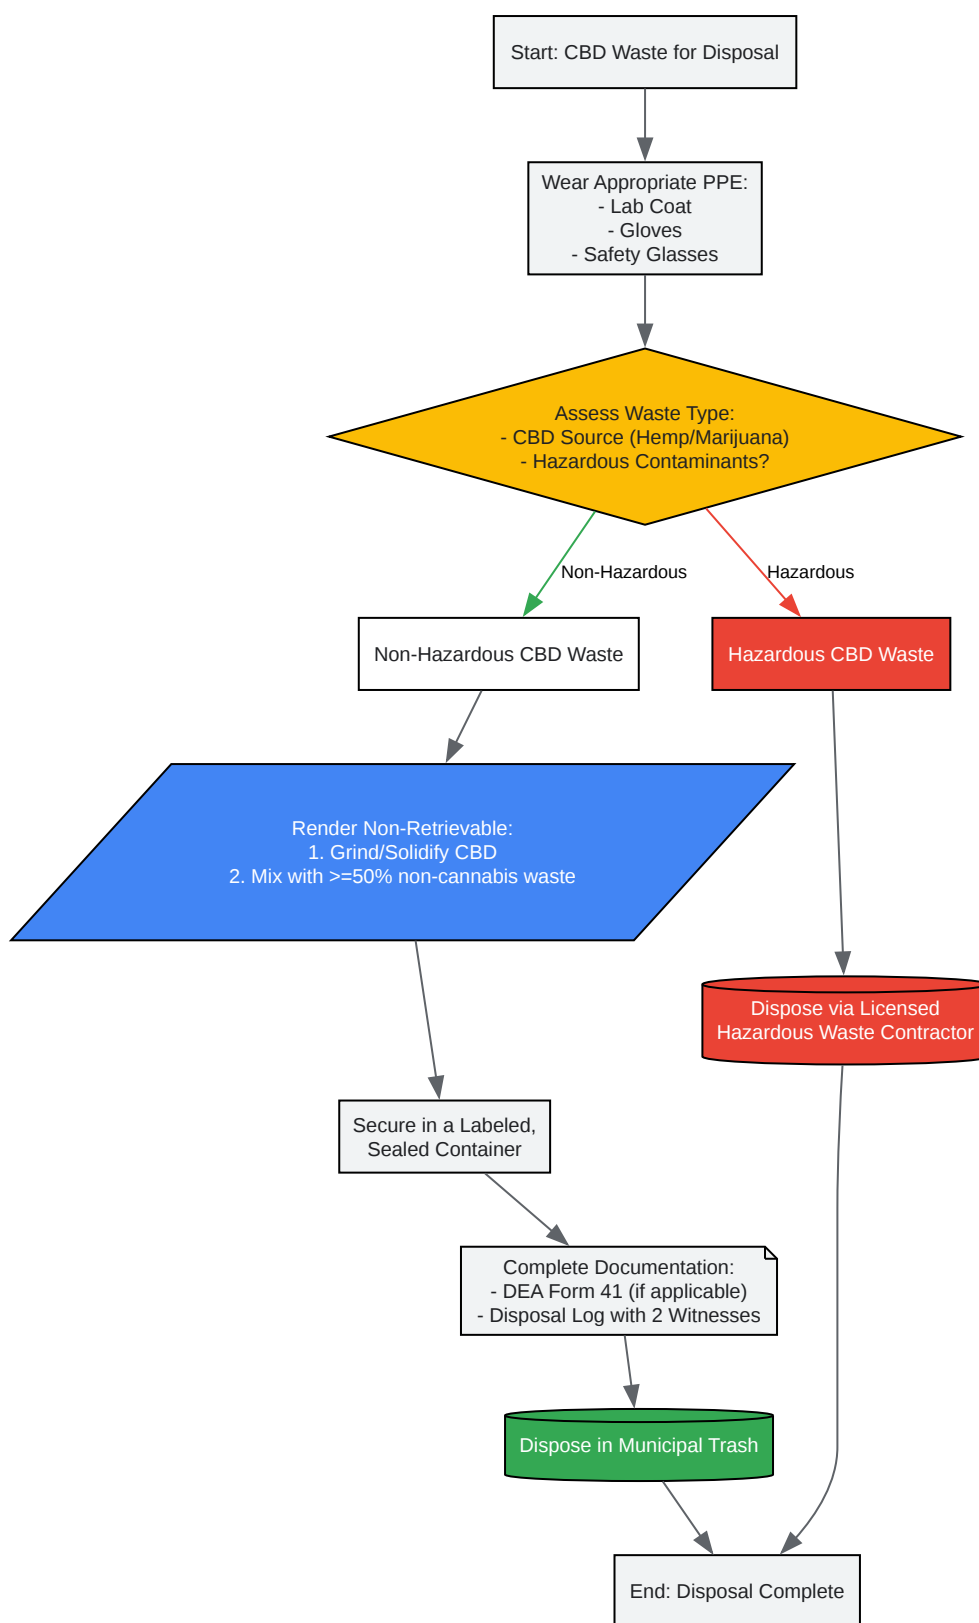 Start: CBD Waste for Disposal
Wear Appropriate PPE:
- Lab Coat
- Gloves
- Safety Glasses
Assess Waste Type:
- CBD Source (Hemp/Marijuana)
- Hazardous Contaminants?
Non-Hazardous
Hazardous
Non-Hazardous CBD Waste
Hazardous CBD Waste
Render Non-Retrievable:
1. Grind/Solidify CBD
2. Mix with >=50% non-cannabis waste
Dispose via Licensed
Hazardous Waste Contractor
Secure in a Labeled,
Sealed Container
Complete Documentation:
- DEA Form 41 (if applicable)
- Disposal Log with 2 Witnesses
Dispose in Municipal Trash
End: Disposal Complete